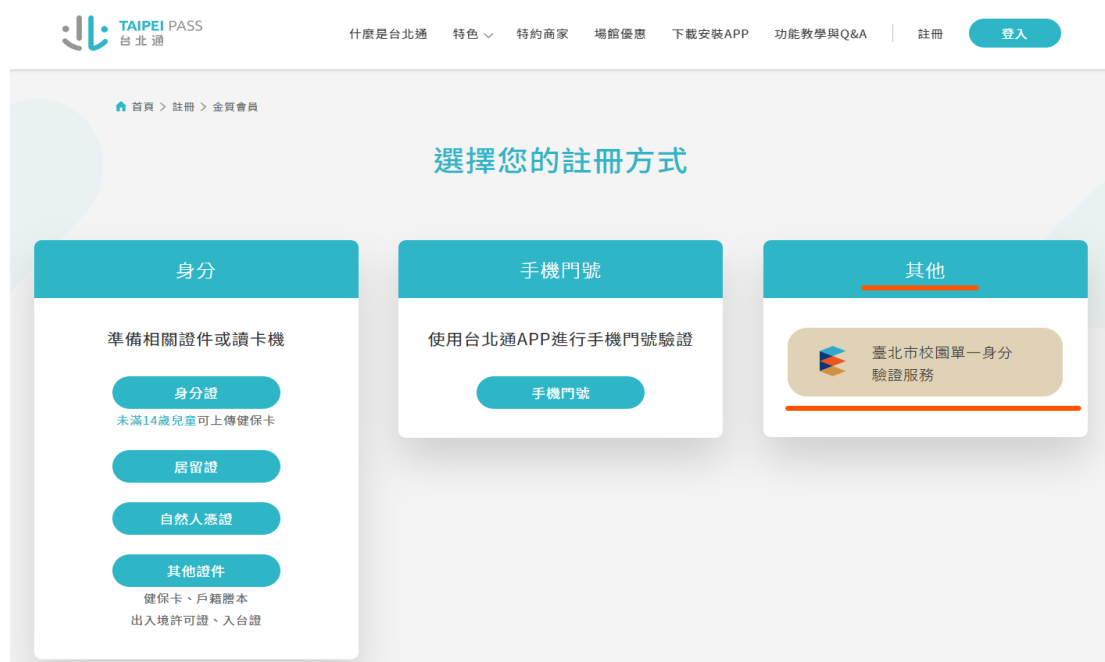 TAIPEI PASS
台北通
什麼是台北通 特色 特約商家 場館優惠 下載安裝APP 功能教學與Q&A 註冊 登入
首頁 > 註冊 > 金質會員
選擇您的註冊方式
身分
準備相關證件或讀卡機
身分證
未滿14歲兒童可上傳健保卡
居留證
自然人憑證
其他證件
健保卡、戶籍謄本
出入境許可證、入台證
手機門號
使用台北通APP進行手機門號驗證
手機門號
其他
臺北市校園單一身分
驗證服務